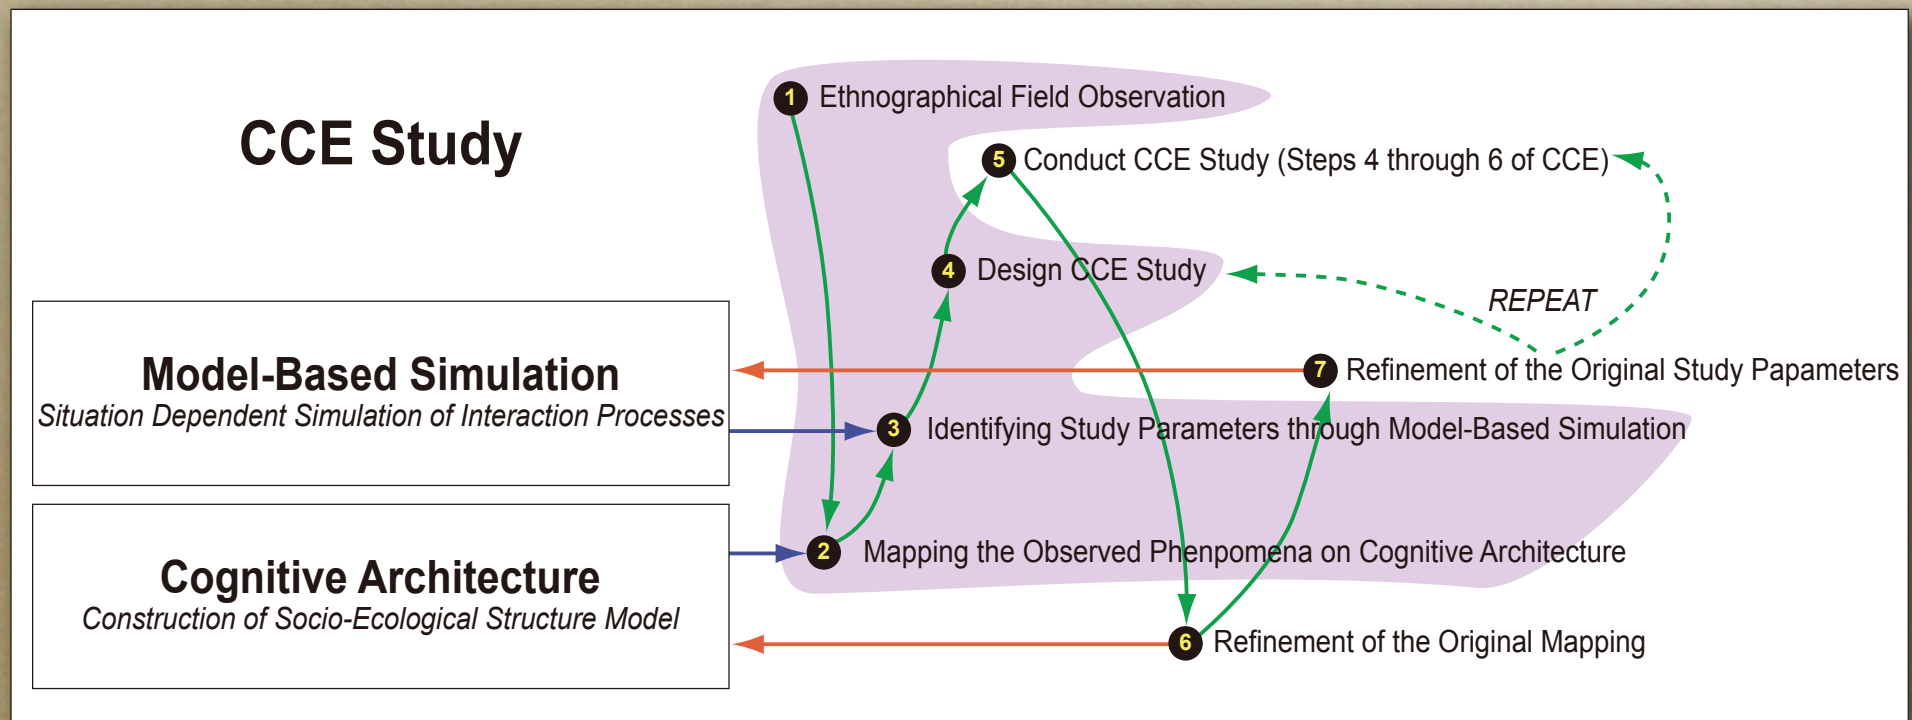 CCE Study
1 Ethnographical Field Observation
5 Conduct CCE Study (Steps 4 through 6 of CCE)
4 Design CCE Study
REPEAT
Model-Based Simulation
Situation Dependent Simulation of Interaction Processes
7 Refinement of the Original Study Papameters
3 Identifying Study Parameters through Model-Based Simulation
2 Mapping the Observed Phenpomena on Cognitive Architecture
Cognitive Architecture
Construction of Socio-Ecological Structure Model
6 Refinement of the Original Mapping